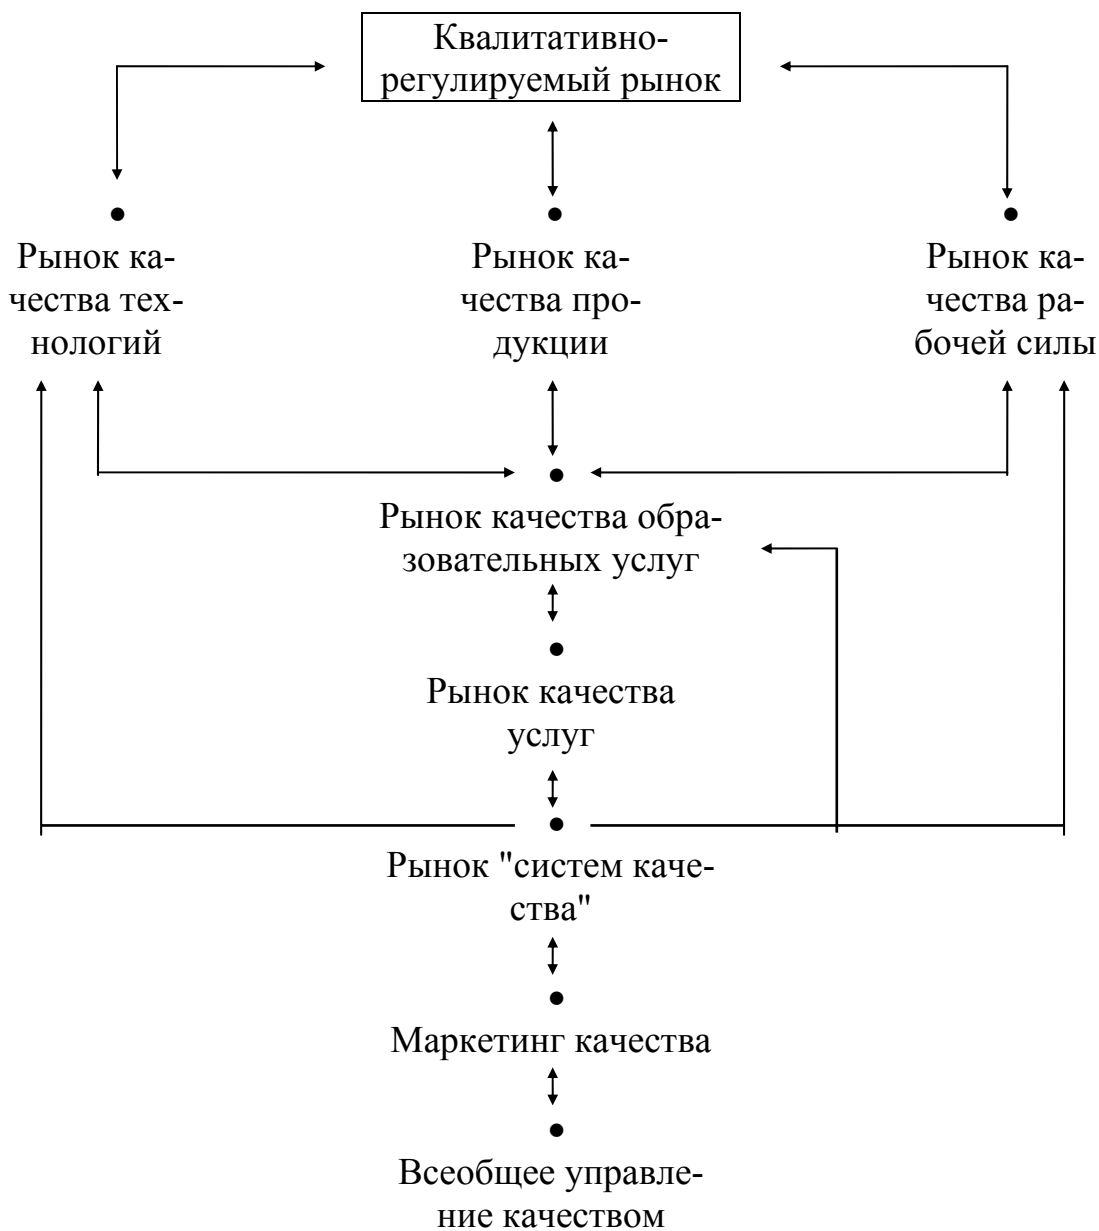 Квалитативно-
регулируемый рынок
Рынок ка-
чества тех-
нологий
Рынок ка-
чества про-
дукции
Рынок ка-
чества ра-
бочей силы
Рынок качества обра-
зовательных услуг
Рынок качества
услуг
Рынок "систем каче-
ства"
Маркетинг качества
Всеобщее управле-
ние качеством